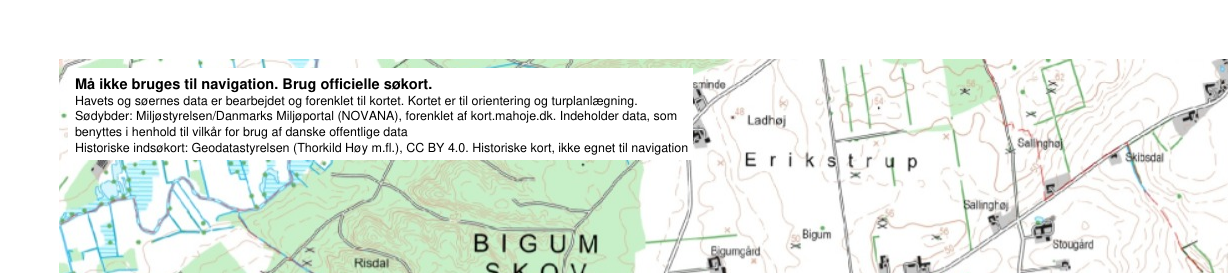 Må ikke bruges til navigation. Brug officielle søkort.
Havets og søernes data er bearbejdet og forenklet til kortet. Kortet er til orientering og turplanlægning.
Sødybder: Miljøstyrelsen/Danmarks Miljøportal (NOVANA), forenklet af kort.mahoje.dk. Indeholder data, som
benyttes i henhold til vilkår for brug af danske offentlige data
Historiske indsøkort: Geodatastyrelsen (Thorkild Høy m.fl.), CC BY 4.0. Historiske kort, ikke egnet til navigation
Ladhøj
Erikstrup
Sallinghøj
Skibsdal
Sallinghøj
Bigum
Stougård
Bigumgård
BIGUM
SKOV
Risdal